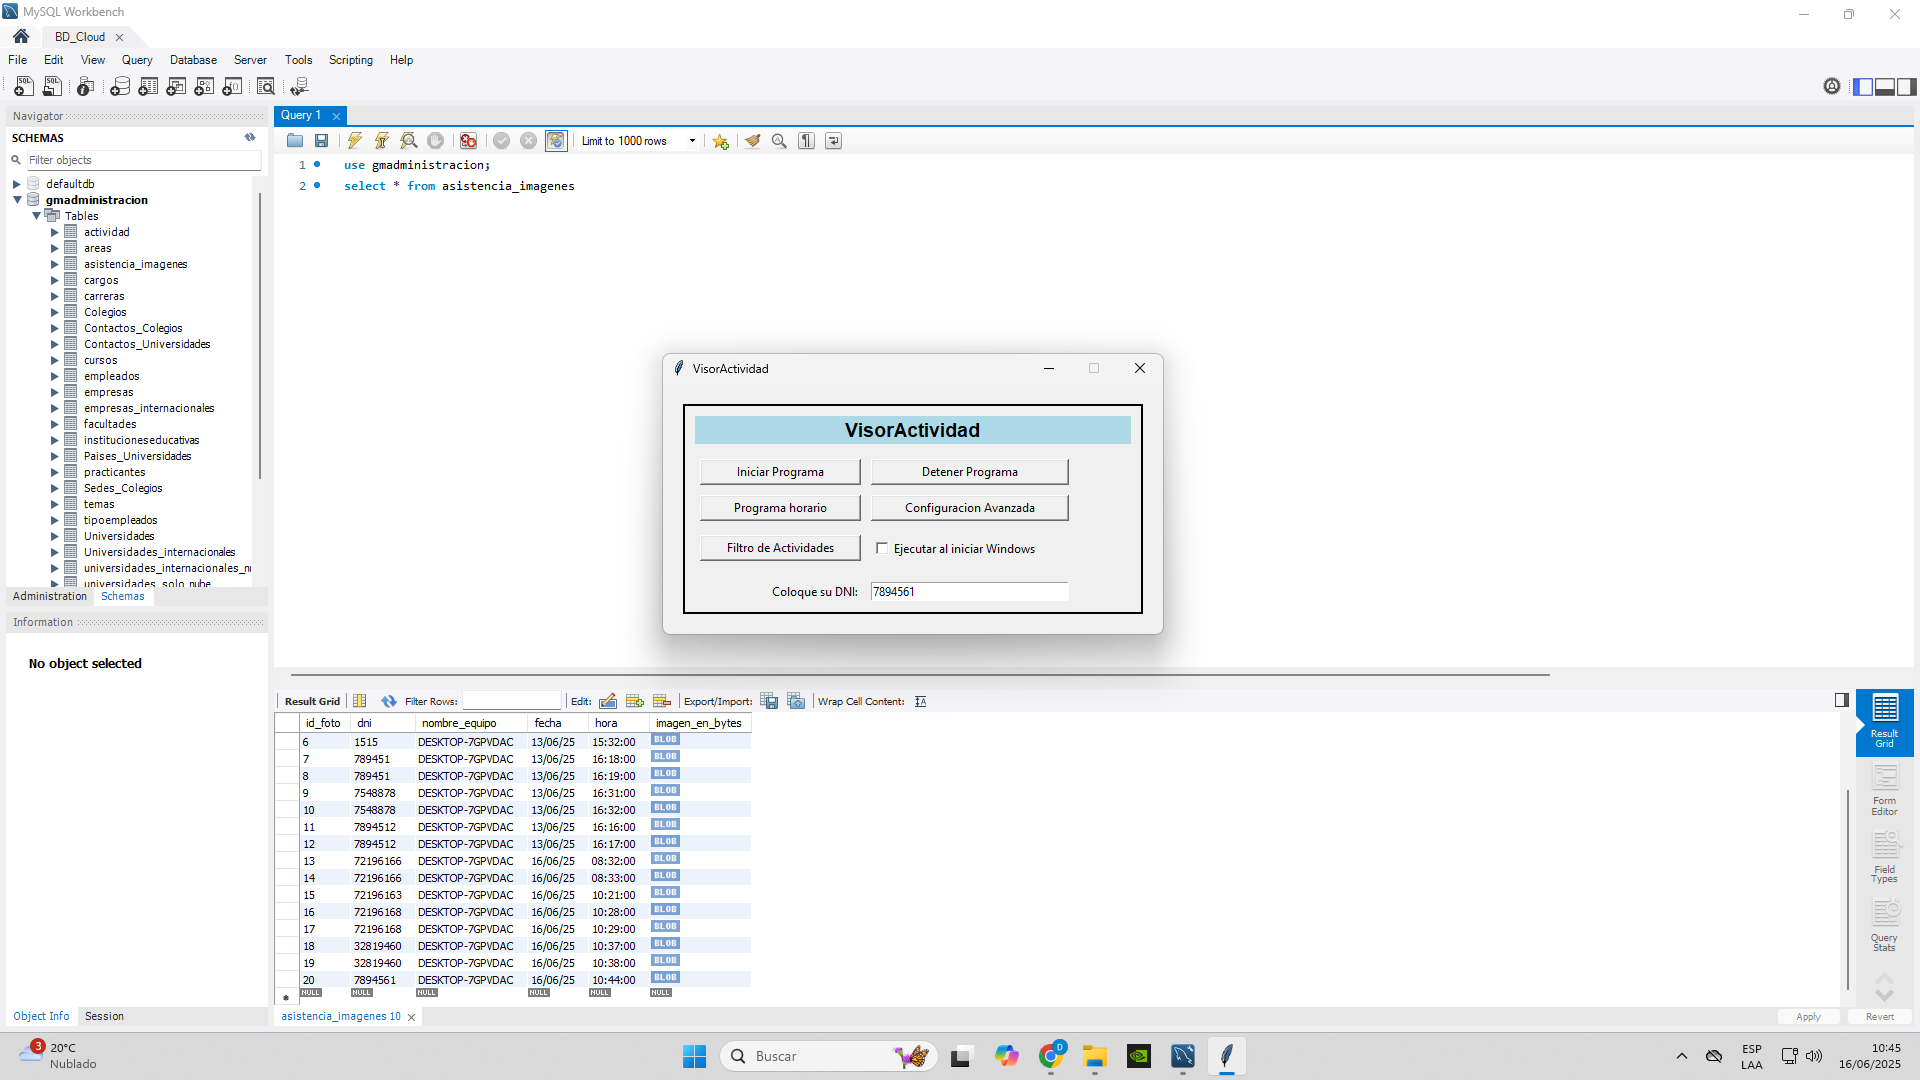 MySQL Workbench
BD_Cloud
File Edit View Query Database Server Tools Scripting Help
Navigator
SCHEMAS
Filter objects
defaultdb
gmadministracion
Tables
actividad
areas
asistencia_imagenes
cargos
carreras
Colegios
Contactos_Colegios
Contactos_Universidades
cursos
empleados
empresas
empresas_internacionales
facultades
institucioneseducativas
Paises_Universidades
practicantes
Sedes_Colegios
temas
tipoempleados
Universidades
Universidades_internacionales
universidades_internacionales_n
universidades_solo_nube
Administration Schemas
Information
No object selected
Object Info Session
Query 1
Limit to 1000 rows
1 use gmadministracion;
2 select * from asistencia_imagenes
VisorActividad
VisorActividad
Iniciar Programa Detener Programa
Programa horario Configuracion Avanzada
Filtro de Actividades Ejecutar al iniciar Windows
Coloque su DNI: 7894561
Result Grid Filter Rows: Edit: Export/Import: Wrap Cell Content:
id_foto dni nombre_equipo fecha hora imagen_en_bytes
6 1515 DESKTOP-7GPVDAC 13/06/25 15:32:00 BLOB
7 789451 DESKTOP-7GPVDAC 13/06/25 16:18:00 BLOB
8 789451 DESKTOP-7GPVDAC 13/06/25 16:19:00 BLOB
9 7548878 DESKTOP-7GPVDAC 13/06/25 16:31:00 BLOB
10 7548878 DESKTOP-7GPVDAC 13/06/25 16:32:00 BLOB
11 7894512 DESKTOP-7GPVDAC 13/06/25 16:16:00 BLOB
12 7894512 DESKTOP-7GPVDAC 13/06/25 16:17:00 BLOB
13 72196166 DESKTOP-7GPVDAC 16/06/25 08:32:00 BLOB
14 72196166 DESKTOP-7GPVDAC 16/06/25 08:33:00 BLOB
15 72196163 DESKTOP-7GPVDAC 16/06/25 10:21:00 BLOB
16 72196168 DESKTOP-7GPVDAC 16/06/25 10:28:00 BLOB
17 72196168 DESKTOP-7GPVDAC 16/06/25 10:29:00 BLOB
18 32819460 DESKTOP-7GPVDAC 16/06/25 10:37:00 BLOB
19 32819460 DESKTOP-7GPVDAC 16/06/25 10:38:00 BLOB
20 7894561 DESKTOP-7GPVDAC 16/06/25 10:44:00 BLOB
NULL NULL NULL NULL NULL NULL
Result Grid
Form Editor
Field Types
Query Stats
asistencia_imagenes 10
Apply Revert
3 20°C
Nublado
Buscar
D
ESP
LAA
10:45
16/06/2025